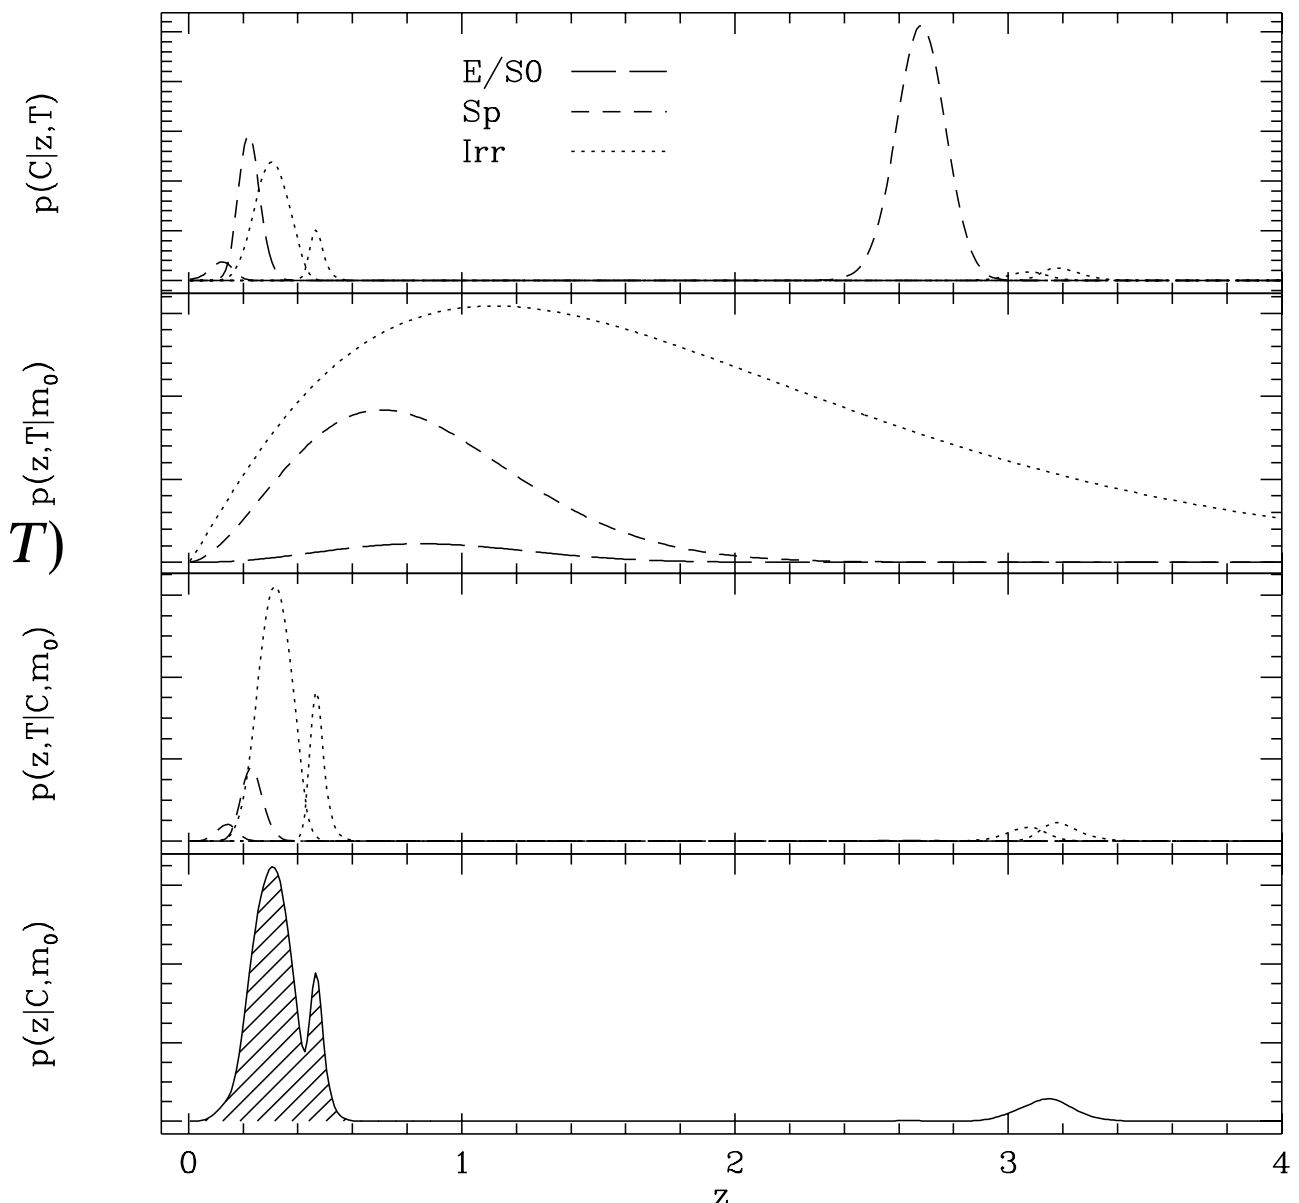 p(C|z,T)
E/S0
Sp
Irr
p(z,T|m₀)
T)
p(z,T|C,m₀)
p(z|C,m₀)
0 1 2 3 4
z